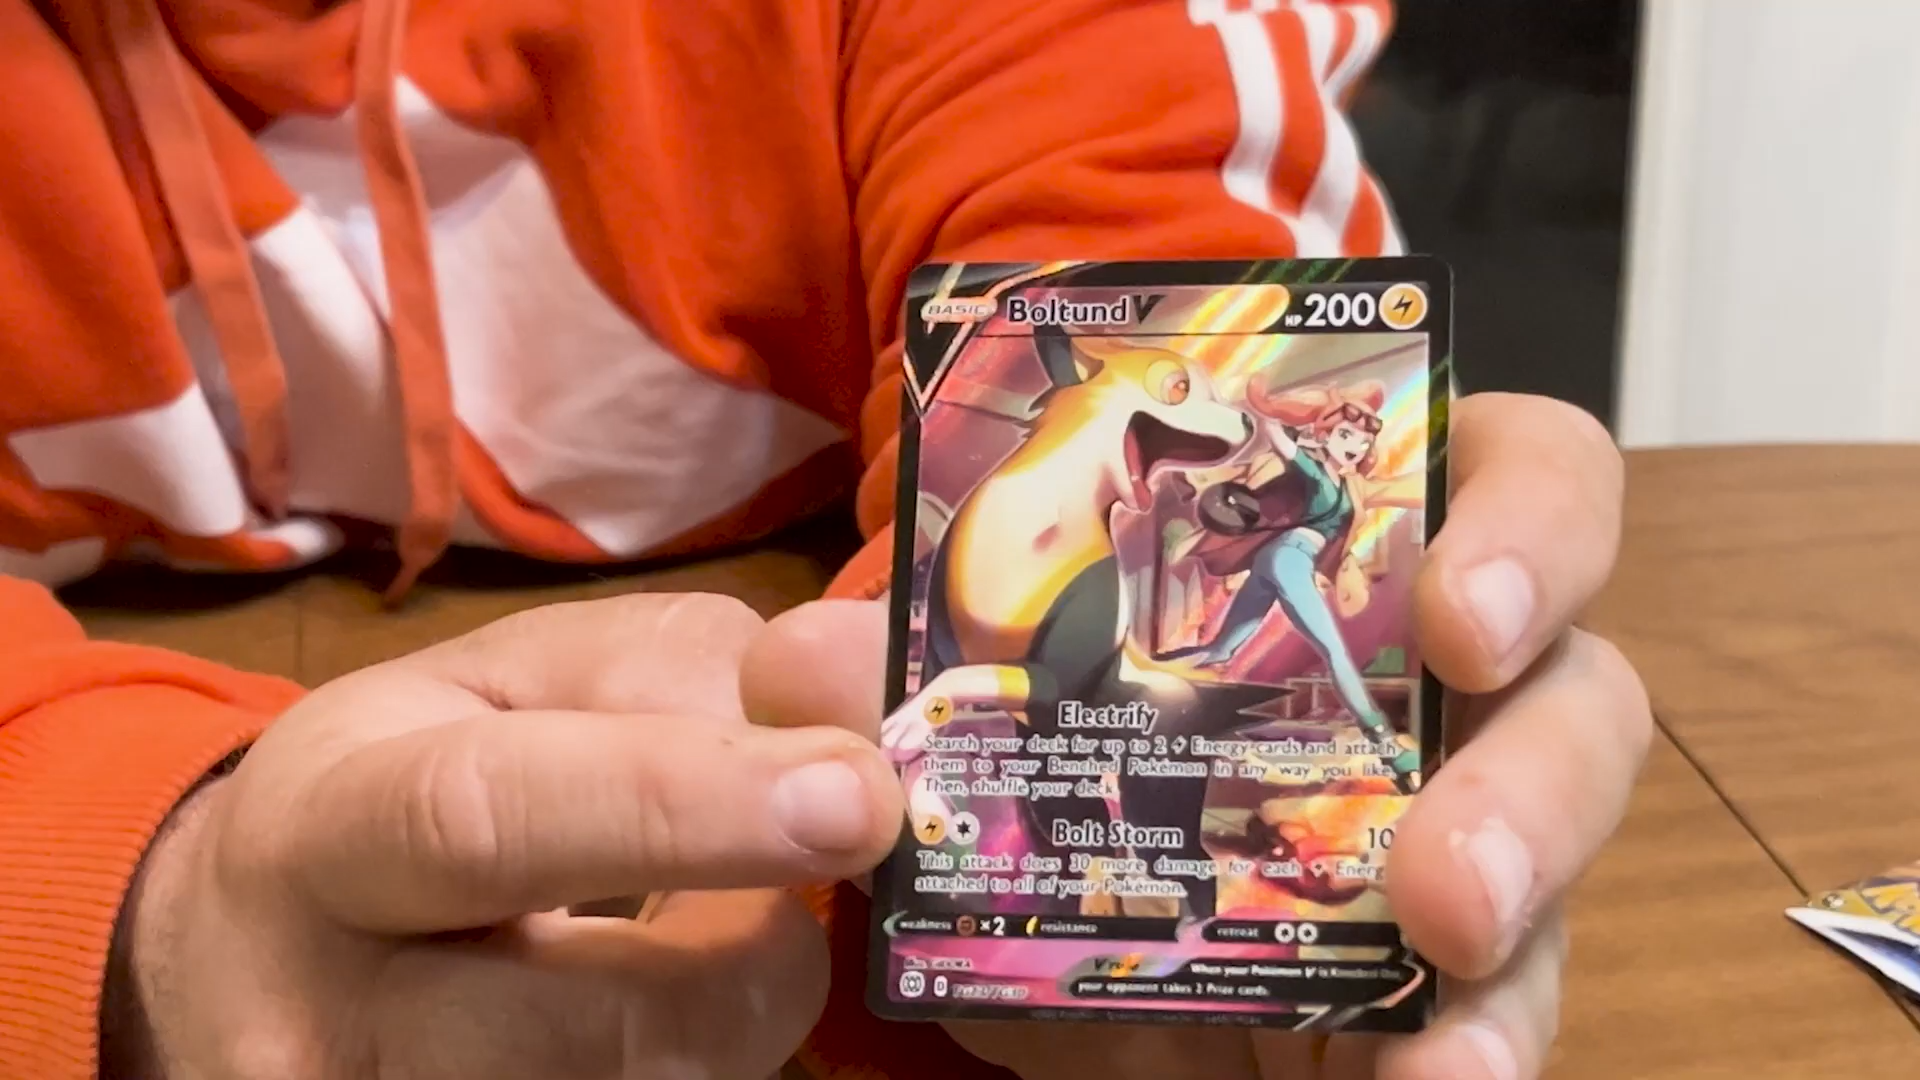 BASIC Boltund V HP 200
Electrify
Search your deck for up to 2 Energy cards and attach
them to your Benched Pokémon in any way you like.
Then, shuffle your deck.
Bolt Storm 10
This attack does 30 more damage for each Energy
attached to all of your Pokémon.
weakness ×2 resistance retreat
V rule When your Pokémon V is Knocked Out,
your opponent takes 2 Prize cards.
D